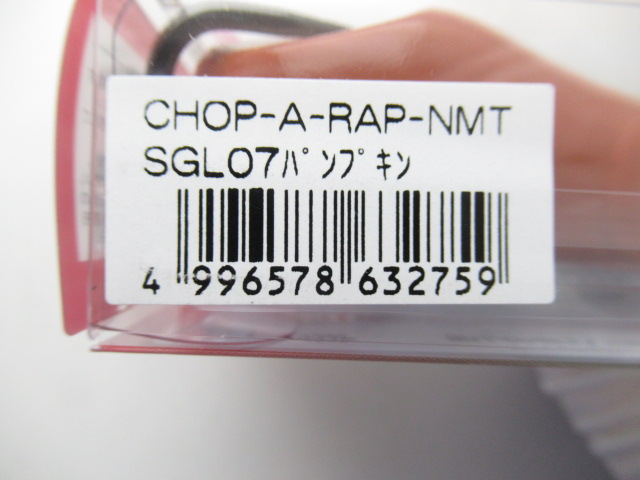 CHOP-A-RAP-NMT
SGL07ﾊﾟﾝﾌﾟｷﾝ
4 996578 632759